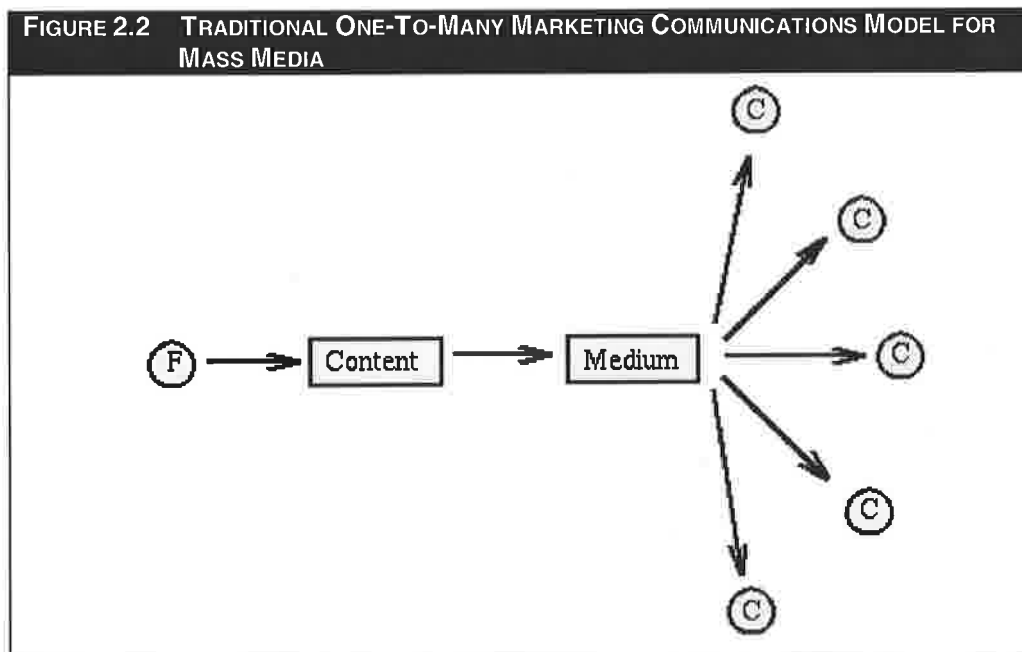 FIGURE 2.2 TRADITIONAL ONE-TO-MANY MARKETING COMMUNICATIONS MODEL FOR
MASS MEDIA
C
C
F
Content
Medium
C
C
C